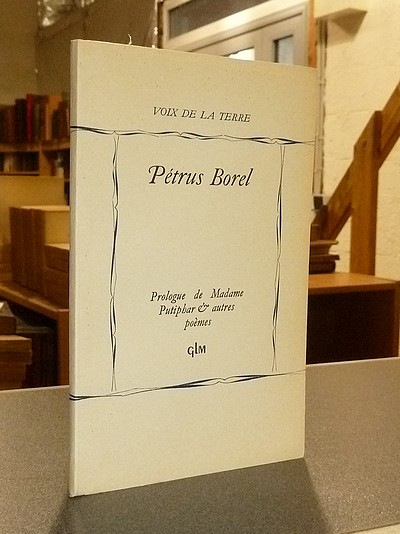 VOIX DE LA TERRE
Pétrus Borel
Prologue de Madame
Putiphar & autres
poèmes
GLM